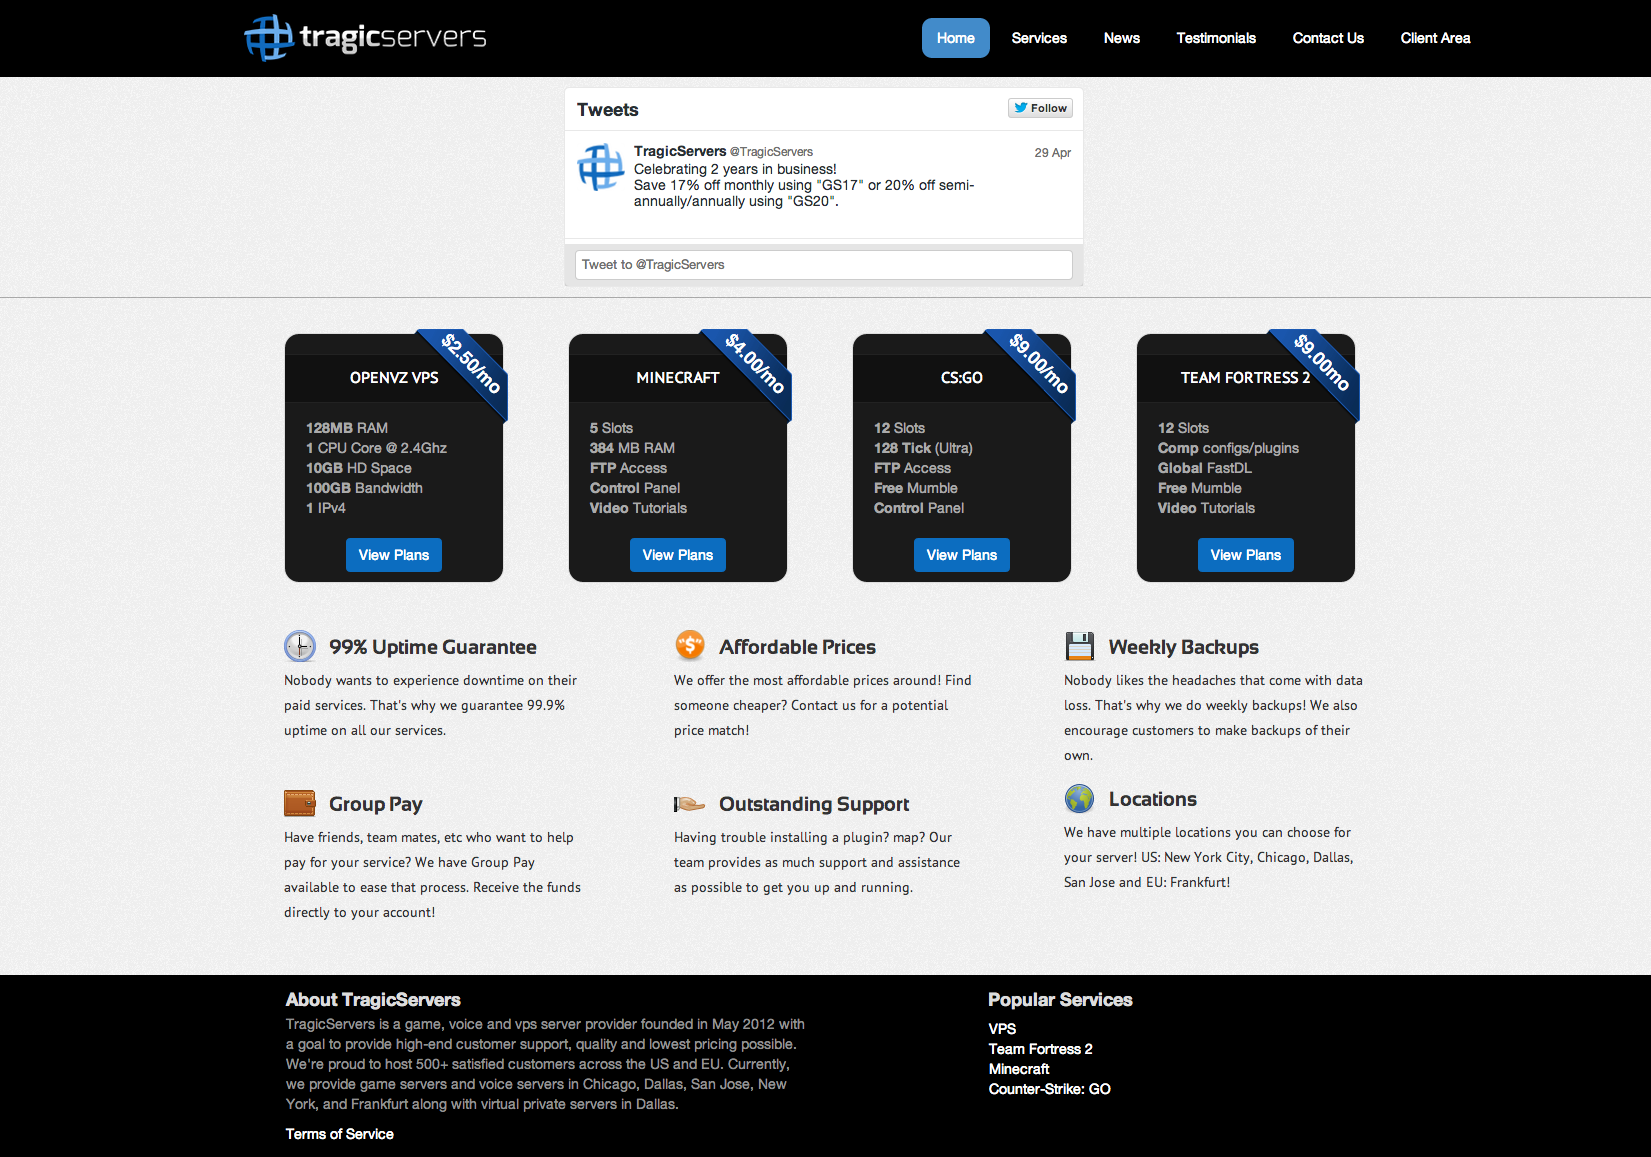 tragicservers
Home Services News Testimonials Contact Us Client Area
Tweets
Follow
TragicServers @TragicServers 29 Apr
Celebrating 2 years in business!
Save 17% off monthly using "GS17" or 20% off semi-
annually/annually using "GS20".
Tweet to @TragicServers
$2.50/mo
OPENVZ VPS
128MB RAM
1 CPU Core @ 2.4Ghz
10GB HD Space
100GB Bandwidth
1 IPv4
View Plans
$4.00/mo
MINECRAFT
5 Slots
384 MB RAM
FTP Access
Control Panel
Video Tutorials
View Plans
$9.00/mo
CS:GO
12 Slots
128 Tick (Ultra)
FTP Access
Free Mumble
Control Panel
View Plans
$9.00mo
TEAM FORTRESS 2
12 Slots
Comp configs/plugins
Global FastDL
Free Mumble
Video Tutorials
View Plans
99% Uptime Guarantee
Nobody wants to experience downtime on their
paid services. That's why we guarantee 99.9%
uptime on all our services.
Affordable Prices
We offer the most affordable prices around! Find
someone cheaper? Contact us for a potential
price match!
Weekly Backups
Nobody likes the headaches that come with data
loss. That's why we do weekly backups! We also
encourage customers to make backups of their
own.
Group Pay
Have friends, team mates, etc who want to help
pay for your service? We have Group Pay
available to ease that process. Receive the funds
directly to your account!
Outstanding Support
Having trouble installing a plugin? map? Our
team provides as much support and assistance
as possible to get you up and running.
Locations
We have multiple locations you can choose for
your server! US: New York City, Chicago, Dallas,
San Jose and EU: Frankfurt!
About TragicServers
TragicServers is a game, voice and vps server provider founded in May 2012 with
a goal to provide high-end customer support, quality and lowest pricing possible.
We're proud to host 500+ satisfied customers across the US and EU. Currently,
we provide game servers and voice servers in Chicago, Dallas, San Jose, New
York, and Frankfurt along with virtual private servers in Dallas.
Terms of Service
Popular Services
VPS
Team Fortress 2
Minecraft
Counter-Strike: GO